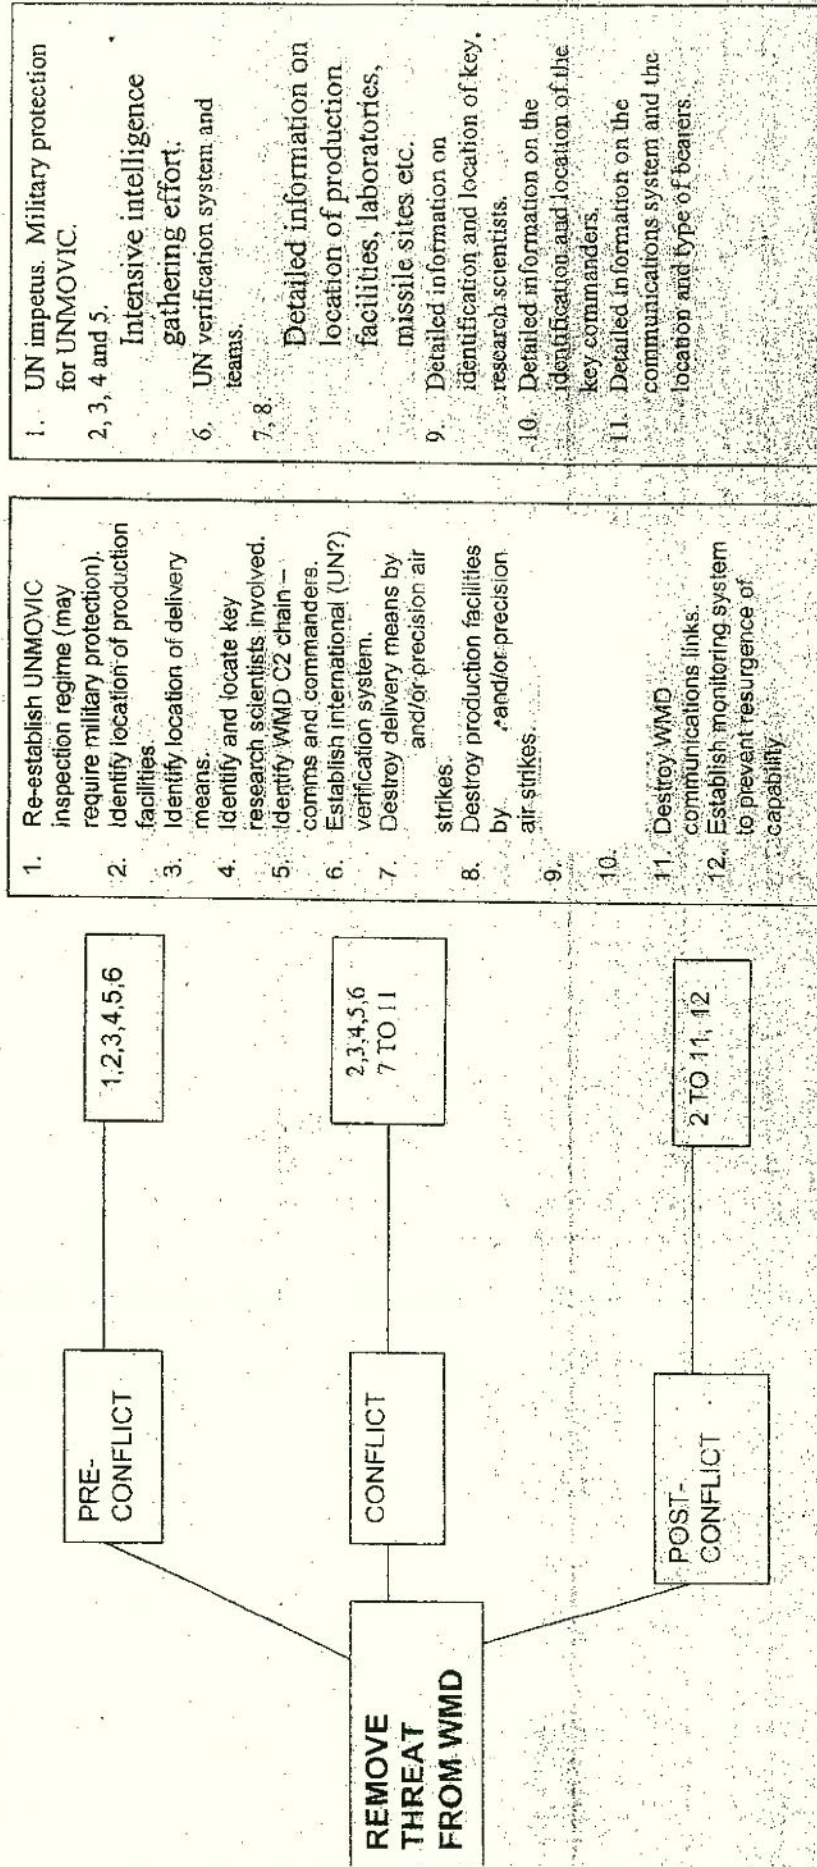 REMOVE
THREAT
FROM WMD
PRE-
CONFLICT
1,2,3,4,5,6
CONFLICT
2,3,4,5,6
7 TO 11
POST-
CONFLICT
2 TO 11, 12
1. Re-establish UNMOVIC
inspection regime (may
require military protection).
2. Identify location of production
facilities.
3. Identify location of delivery
means.
4. Identify and locate key
research scientists involved.
5. Identify WMD C2 chain –
comms and commanders.
6. Establish international (UN?)
verification system.
7. Destroy delivery means by
and/or precision air
strikes.
8. Destroy production facilities
by and/or precision
air strikes.
9.
10.
11. Destroy WMD
communications links.
12. Establish monitoring system
to prevent resurgence of
capability
1. UN impetus. Military protection
for UNMOVIC.
2, 3, 4 and 5.
Intensive intelligence
gathering effort.
6. UN verification system and
teams.
7, 8.
Detailed information on
location of production
facilities, laboratories,
missile sites etc.
9. Detailed information on
identification and location of key
research scientists.
10. Detailed information on the
identification and location of the
key commanders.
11. Detailed information on the
communications system and the
location and type of bearers.